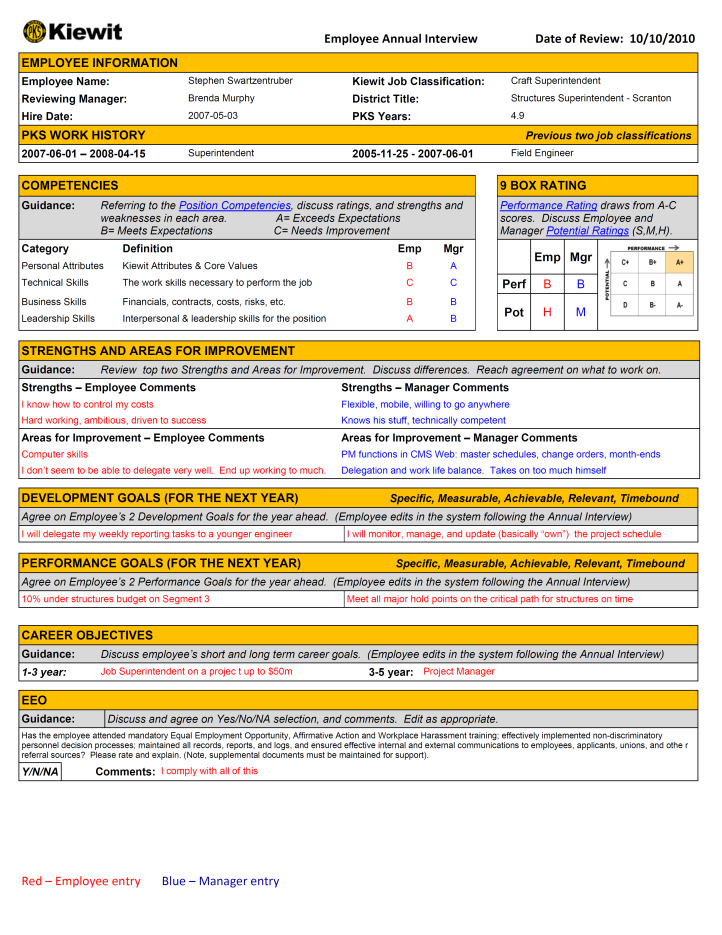 PKS Kiewit
Employee Annual Interview Date of Review: 10/10/2010
EMPLOYEE INFORMATION
Employee Name: Stephen Swartzentruber Kiewit Job Classification: Craft Superintendent
Reviewing Manager: Brenda Murphy District Title: Structures Superintendent - Scranton
Hire Date: 2007-05-03 PKS Years: 4.9
PKS WORK HISTORY Previous two job classifications
2007-06-01 – 2008-04-15 Superintendent 2005-11-25 - 2007-06-01 Field Engineer
COMPETENCIES
Guidance: Referring to the Position Competencies, discuss ratings, and strengths and
weaknesses in each area. A= Exceeds Expectations
B= Meets Expectations C= Needs Improvement
Category Definition Emp Mgr
Personal Attributes Kiewit Attributes & Core Values B A
Technical Skills The work skills necessary to perform the job C C
Business Skills Financials, contracts, costs, risks, etc. B B
Leadership Skills Interpersonal & leadership skills for the position A B
9 BOX RATING
Performance Rating draws from A-C
scores. Discuss Employee and
Manager Potential Ratings (S,M,H).
Emp Mgr
Perf B B
Pot H M
PERFORMANCE
POTENTIAL
C+ B+ A+
C B A
D B- A-
STRENGTHS AND AREAS FOR IMPROVEMENT
Guidance: Review top two Strengths and Areas for Improvement. Discuss differences. Reach agreement on what to work on.
Strengths – Employee Comments Strengths – Manager Comments
I know how to control my costs Flexible, mobile, willing to go anywhere
Hard working, ambitious, driven to success Knows his stuff, technically competent
Areas for Improvement – Employee Comments Areas for Improvement – Manager Comments
Computer skills PM functions in CMS Web: master schedules, change orders, month-ends
I don't seem to be able to delegate very well. End up working to much. Delegation and work life balance. Takes on too much himself
DEVELOPMENT GOALS (FOR THE NEXT YEAR) Specific, Measurable, Achievable, Relevant, Timebound
Agree on Employee's 2 Development Goals for the year ahead. (Employee edits in the system following the Annual Interview)
I will delegate my weekly reporting tasks to a younger engineer I will monitor, manage, and update (basically “own”) the project schedule
PERFORMANCE GOALS (FOR THE NEXT YEAR) Specific, Measurable, Achievable, Relevant, Timebound
Agree on Employee's 2 Performance Goals for the year ahead. (Employee edits in the system following the Annual Interview)
10% under structures budget on Segment 3 Meet all major hold points on the critical path for structures on time
CAREER OBJECTIVES
Guidance: Discuss employee's short and long term career goals. (Employee edits in the system following the Annual Interview)
1-3 year: Job Superintendent on a projec t up to $50m 3-5 year: Project Manager
EEO
Guidance: Discuss and agree on Yes/No/NA selection, and comments. Edit as appropriate.
Has the employee attended mandatory Equal Employment Opportunity, Affirmative Action and Workplace Harassment training; effectively implemented non-discriminatory
personnel decision processes; maintained all records, reports, and logs, and ensured effective internal and external communications to employees, applicants, unions, and othe r
referral sources? Please rate and explain. (Note, supplemental documents must be maintained for support).
Y/N/NA Comments: I comply with all of this
Red – Employee entry Blue – Manager entry